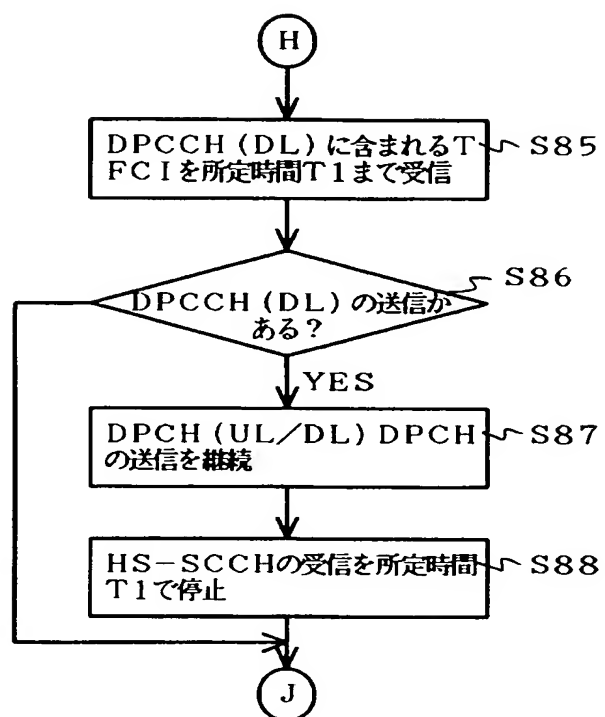 H
DPCCH(DL)に含まれるT
FCIを所定時間T1まで受信
S85
S86
DPCCH(DL)の送信が
ある?
YES
DPCH(UL/DL)DPCH
の送信を継続
S87
HS-SCCHの受信を所定時間
T1で停止
S88
J